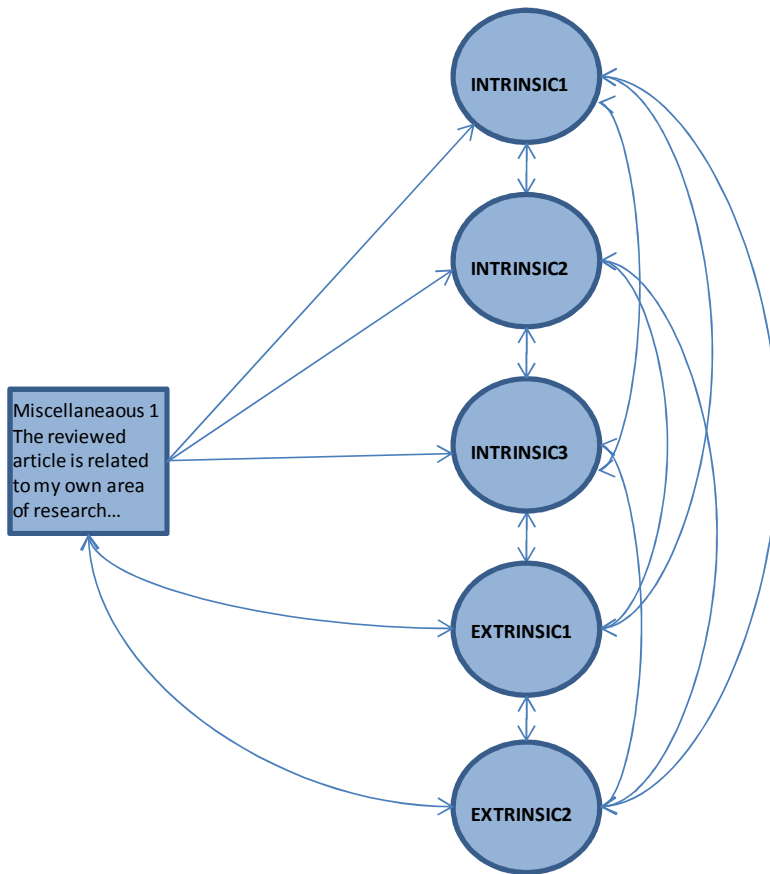 INTRINSIC1
INTRINSIC2
Miscellaneaous 1
The reviewed
article is related
to my own area
of research...
INTRINSIC3
EXTRINSIC1
EXTRINSIC2